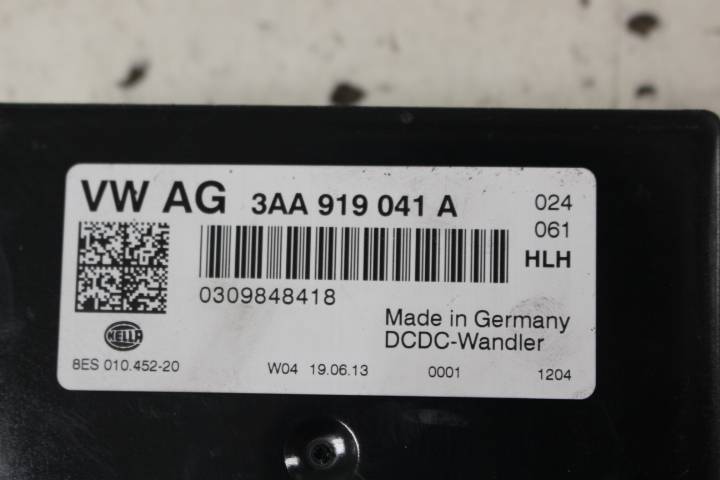 VW AG 3AA 919 041 A 024
061
HLH
0309848418
Made in Germany
DCDC-Wandler
HELLA
8ES 010.452-20 W04 19.06.13 0001 1204